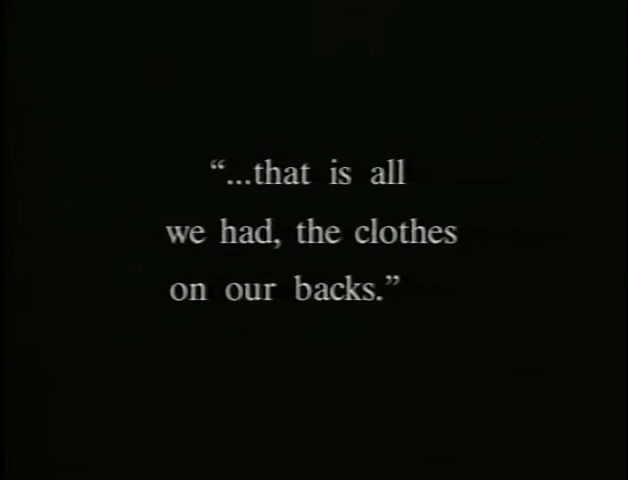 “...that is all
we had, the clothes
on our backs.”